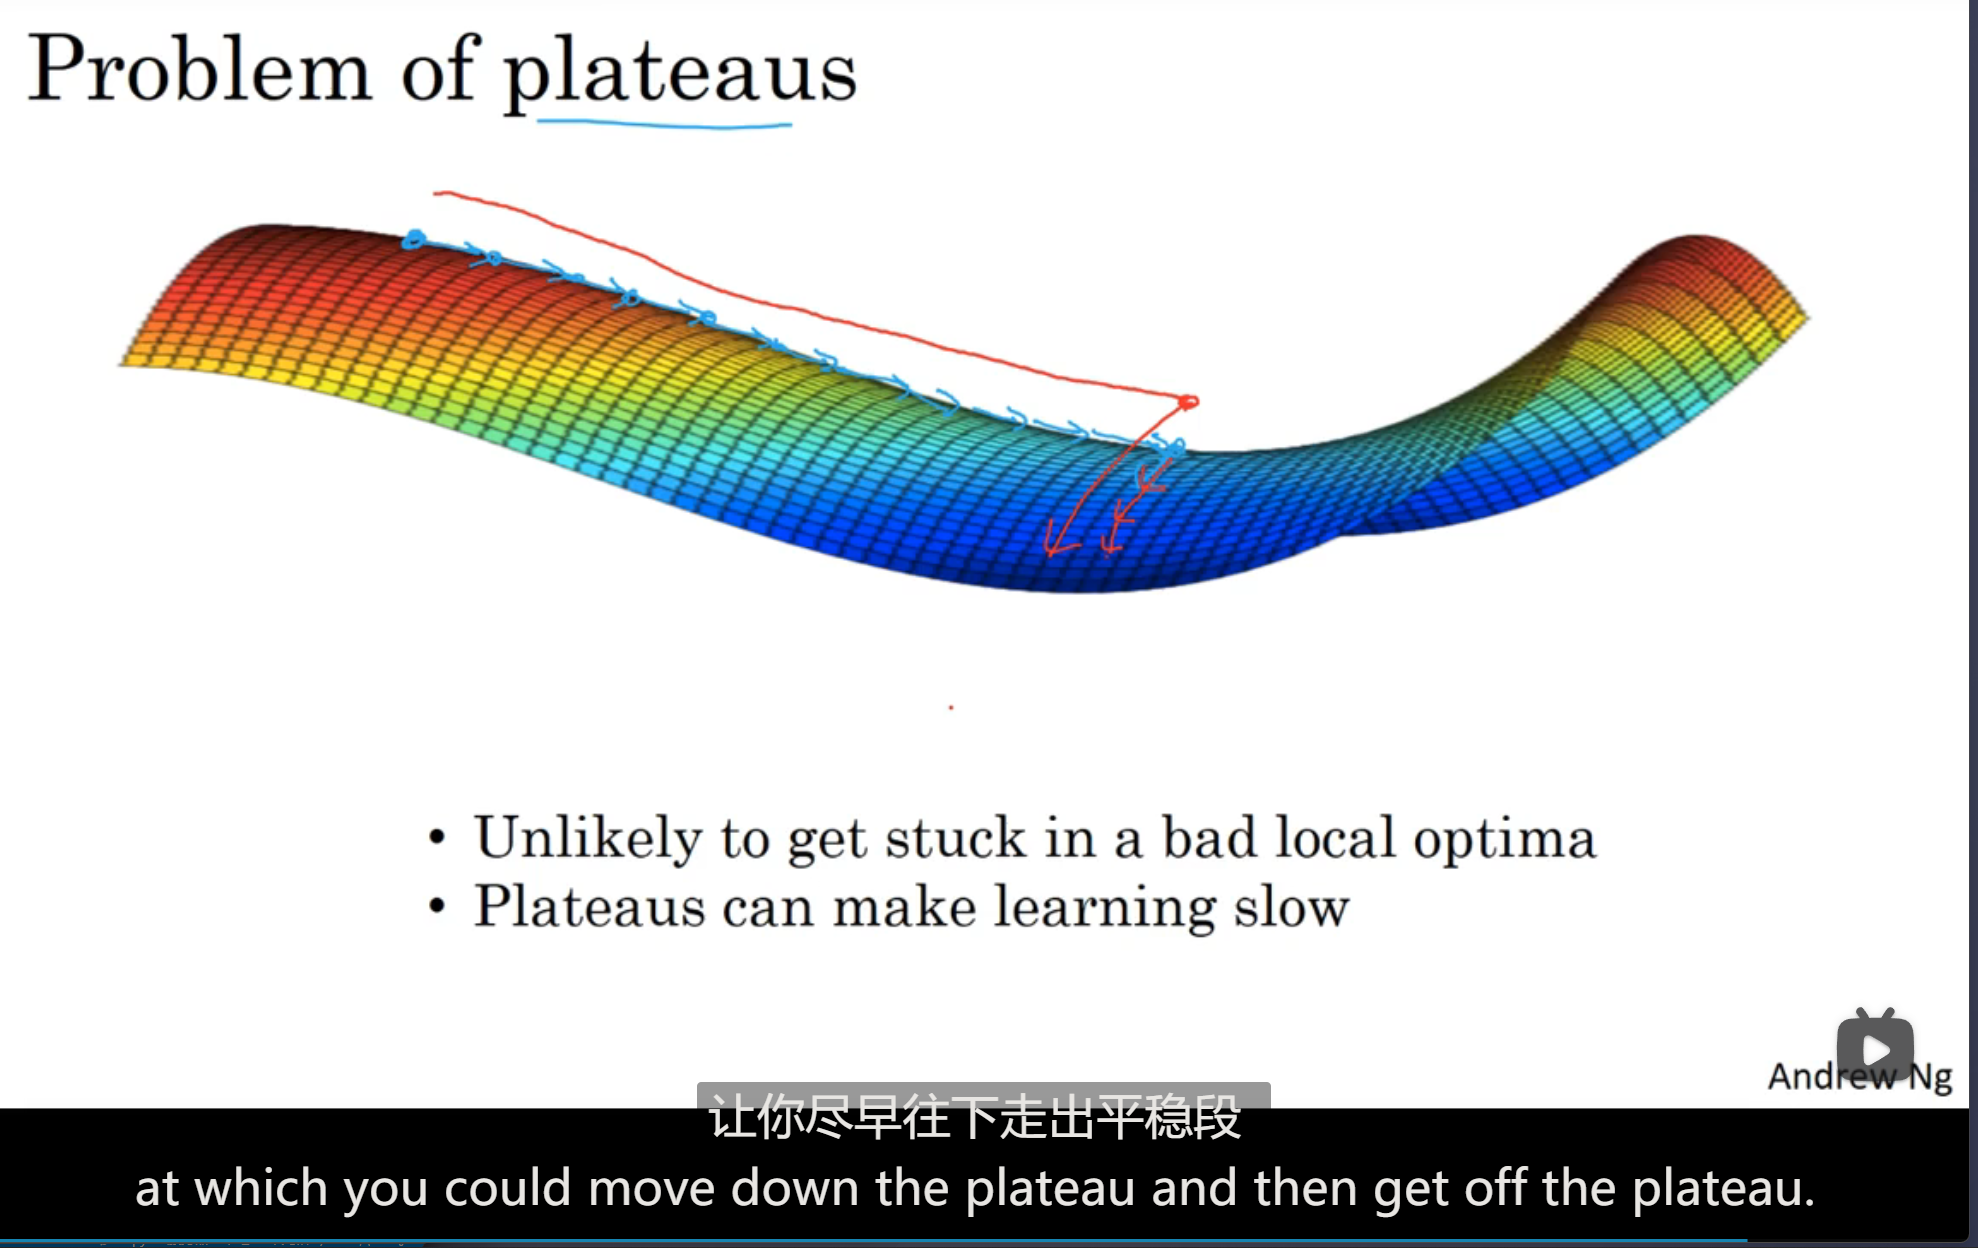 Problem of plateaus
• Unlikely to get stuck in a bad local optima
• Plateaus can make learning slow
Andrew Ng
让你尽早往下走出平稳段
at which you could move down the plateau and then get off the plateau.